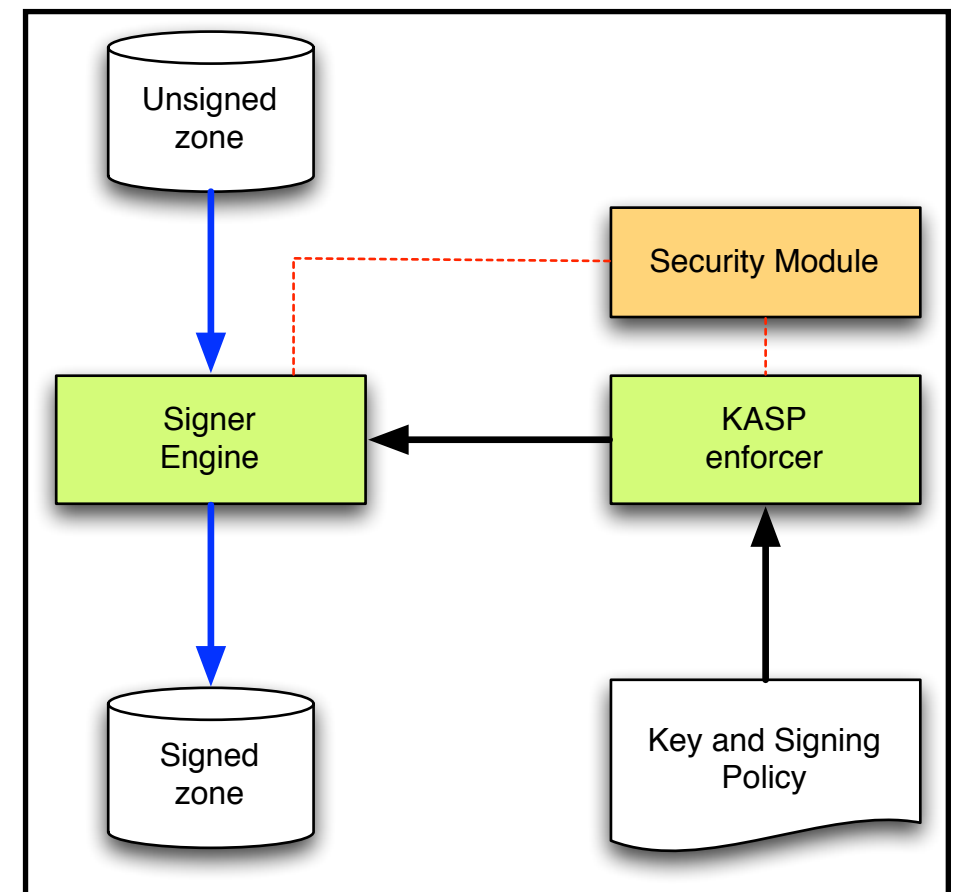 Unsigned
zone
Security Module
Signer
Engine
KASP
enforcer
Signed
zone
Key and Signing
Policy